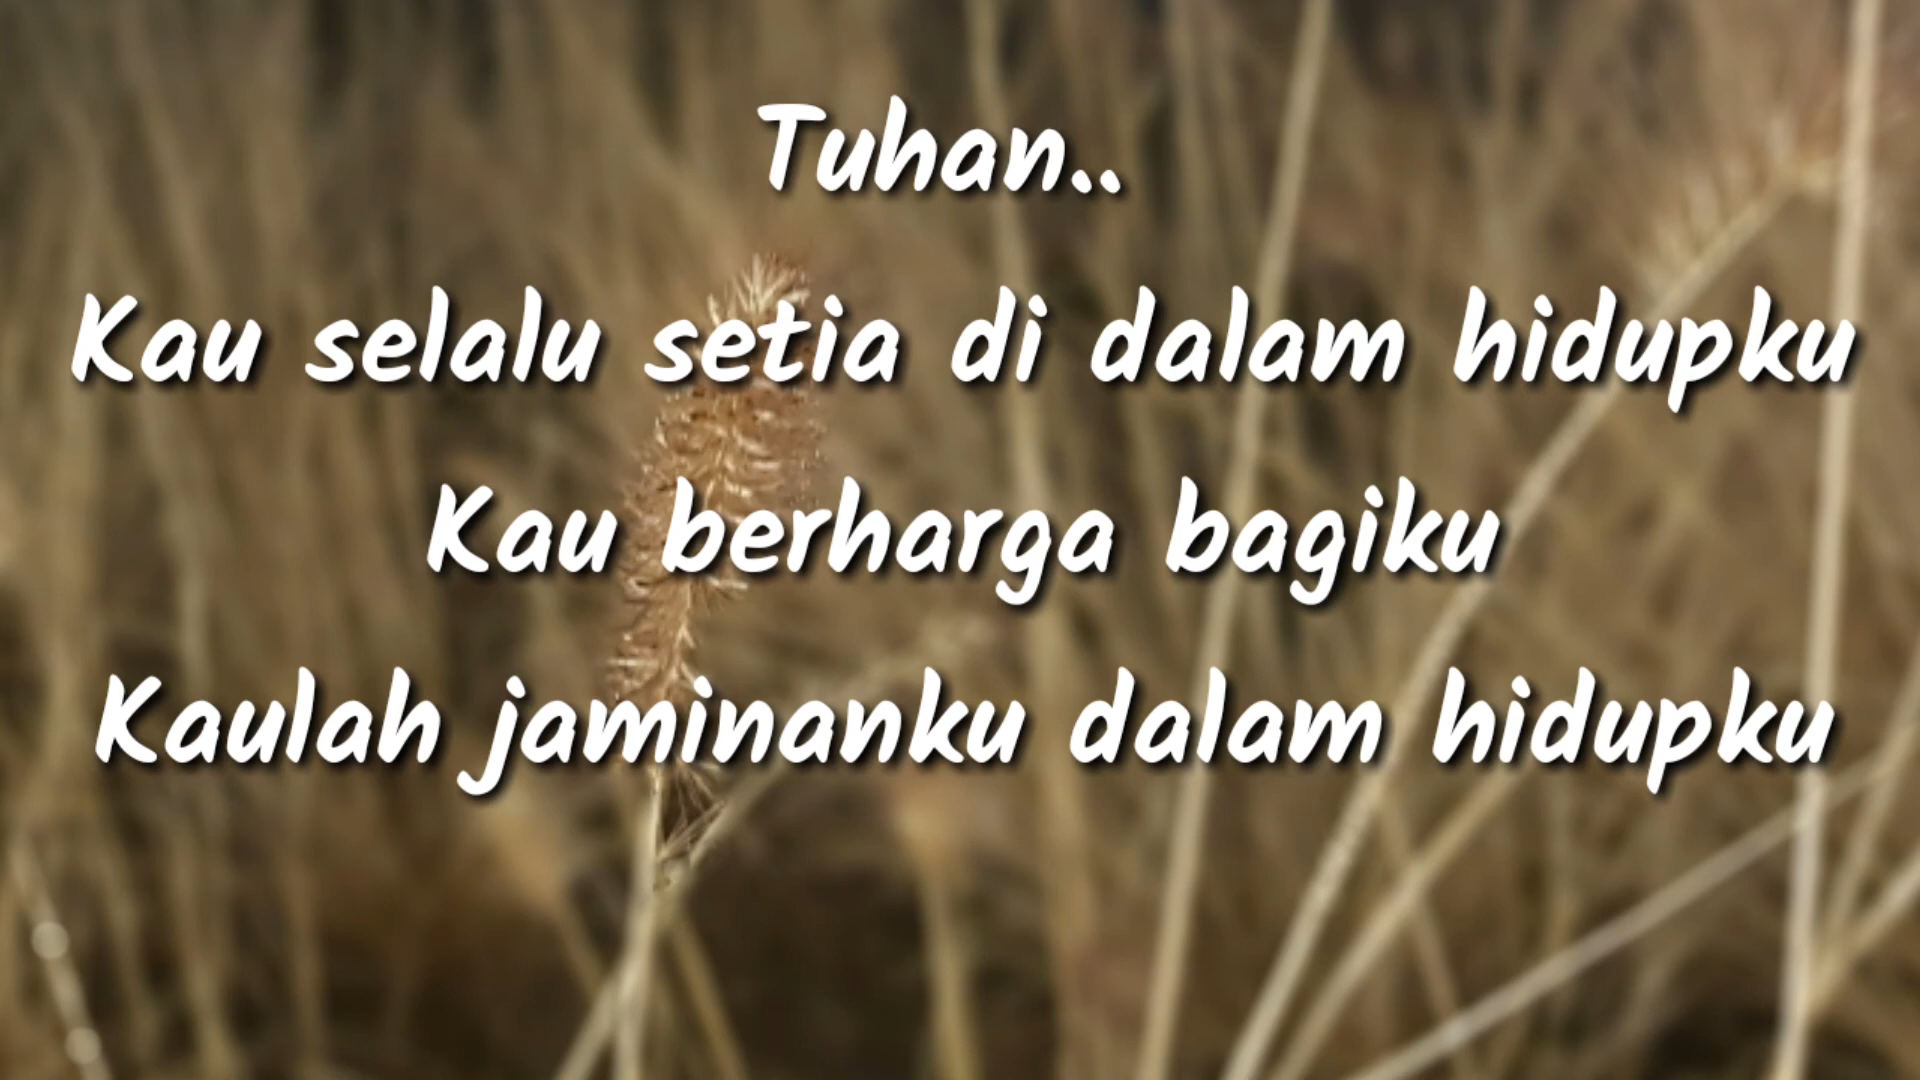 Tuhan..
Kau selalu setia di dalam hidupku
Kau berharga bagiku
Kaulah jaminanku dalam hidupku